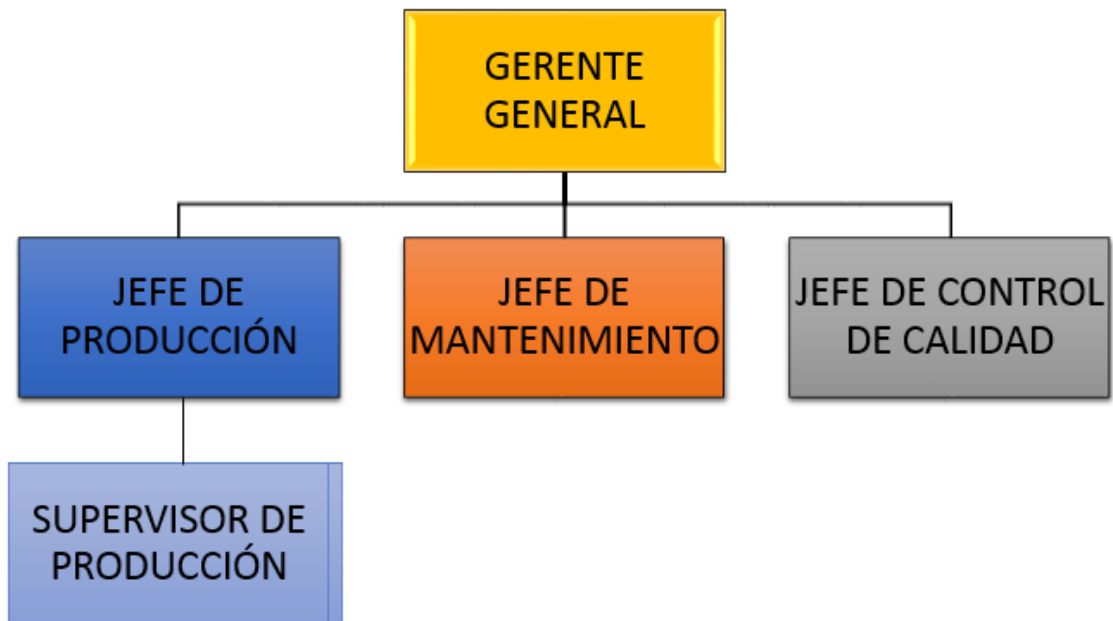 GERENTE
GENERAL
JEFE DE
PRODUCCIÓN
JEFE DE
MANTENIMIENTO
JEFE DE CONTROL
DE CALIDAD
SUPERVISOR DE
PRODUCCIÓN